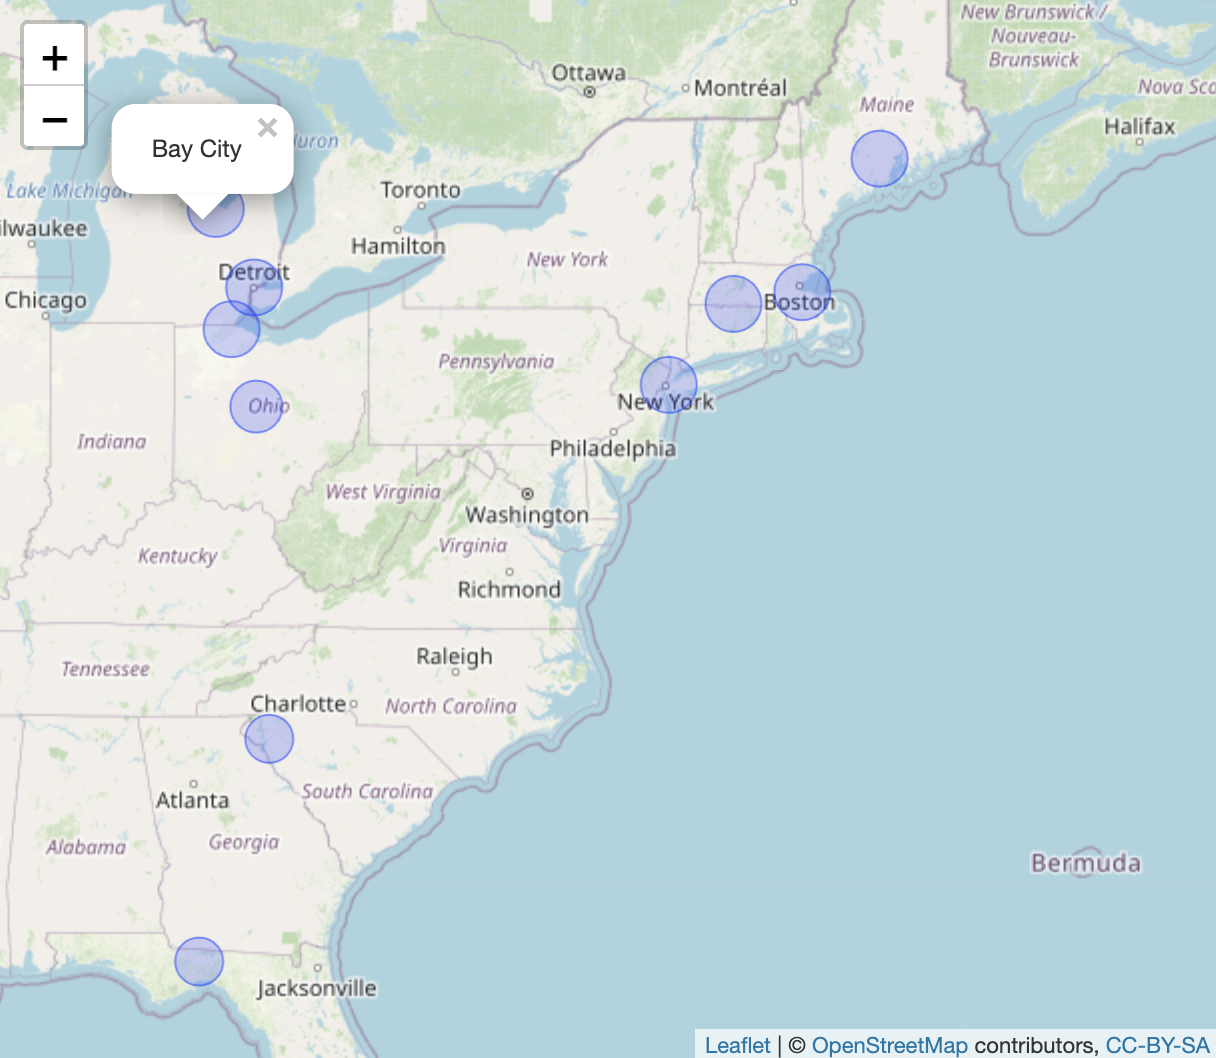 +
−
Bay City
×
New Brunswick /
Nouveau-
Brunswick
Ottawa
Montréal
Maine
Nova Sco
Halifax
Huron
Lake Michigan
Toronto
ilwaukee
Hamilton
New York
Detroit
Chicago
Boston
Pennsylvania
New York
Ohio
Indiana
Philadelphia
West Virginia
Washington
Virginia
Kentucky
Richmond
Raleigh
Tennessee
Charlotte
North Carolina
South Carolina
Atlanta
Georgia
Alabama
Bermuda
Jacksonville
Leaflet | © OpenStreetMap contributors, CC-BY-SA